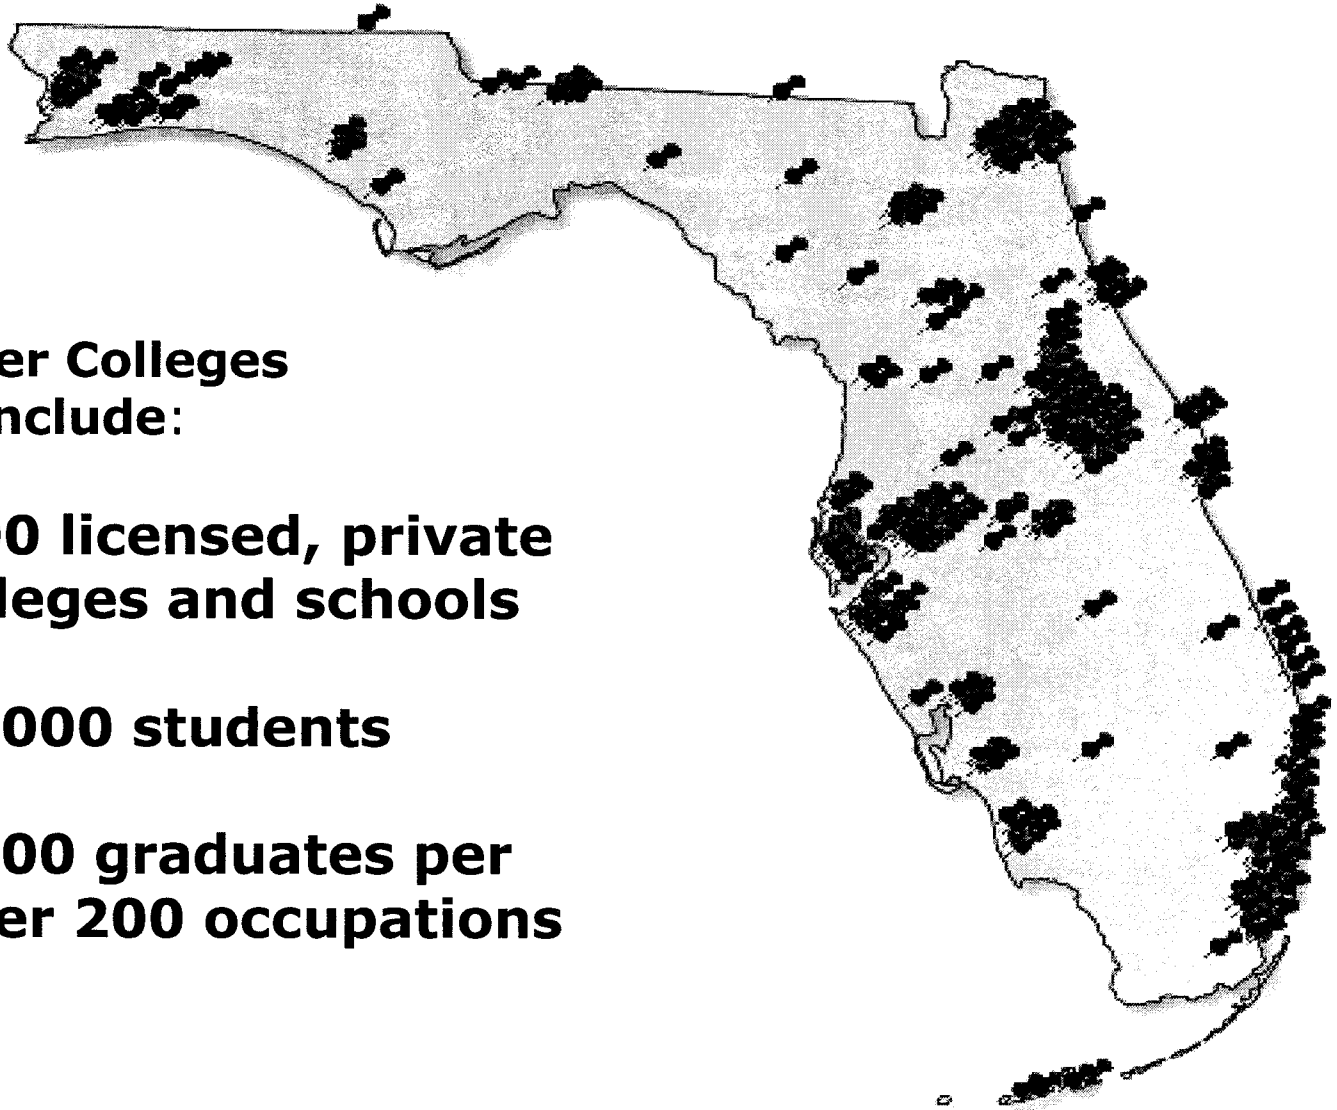 er Colleges
nclude:
0 licensed, private
leges and schools
000 students
00 graduates per
er 200 occupations